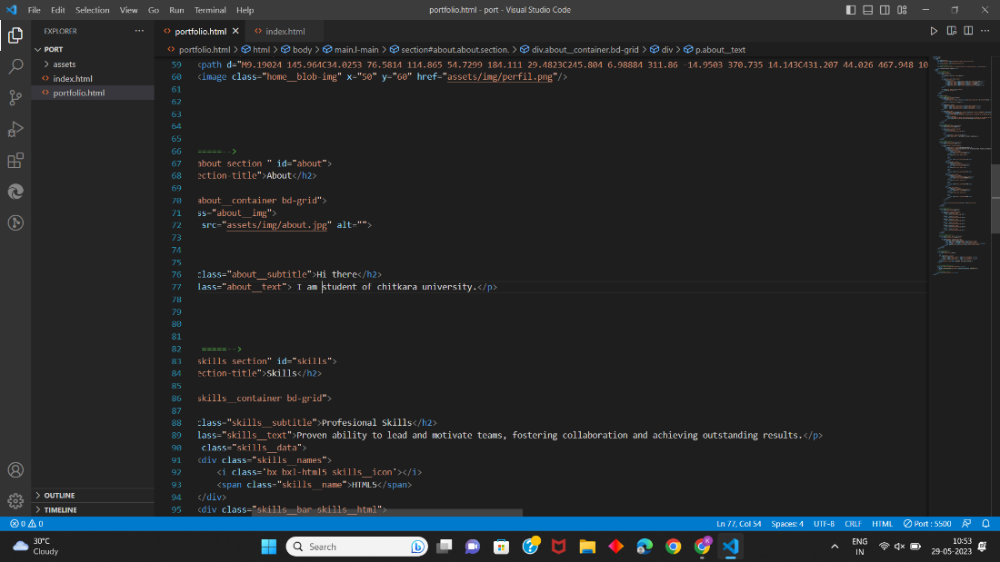 File Edit Selection View Go Run Terminal Help
portfolio.html - port - Visual Studio Code
EXPLORER
PORT
assets
index.html
portfolio.html
OUTLINE
TIMELINE
portfolio.html index.html
portfolio.html > html > body > main.l-main > section#about.about.section. > div.about__container.bd-grid > div > p.about__text
59 <path d="M9.19024 145.964C34.0253 76.5814 114.865 54.7299 184.111 29.4823C245.804 6.98884 311.86 -14.9503 370.735 14.143C431.207 44.026 467.948 10
60 <image class="home__blob-img" x="50" y="60" href="assets/img/perfil.png"/>
61
62
63
64
65
66 =====-->
67 about section " id="about">
68 ection-title">About</h2>
69
70 about__container bd-grid">
71 ss="about__img">
72 src="assets/img/about.jpg" alt="">
73
74
75
76 class="about__subtitle">Hi there</h2>
77 lass="about__text"> I am student of chitkara university.</p>
78
79
80
81
82 =====-->
83 skills section" id="skills">
84 ection-title">Skills</h2>
85
86 skills__container bd-grid">
87
88 class="skills__subtitle">Profesional Skills</h2>
89 lass="skills__text">Proven ability to lead and motivate teams, fostering collaboration and achieving outstanding results.</p>
90 class="skills__data">
91 <div class="skills__names">
92 <i class='bx bxl-html5 skills__icon'></i>
93 <span class="skills__name">HTML5</span>
94 </div>
95 <div class="skills__bar skills__html">
0 0
Ln 77, Col 54 Spaces: 4 UTF-8 CRLF HTML Port : 5500
30°C
Cloudy
Search
ENG
IN
10:53
29-05-2023